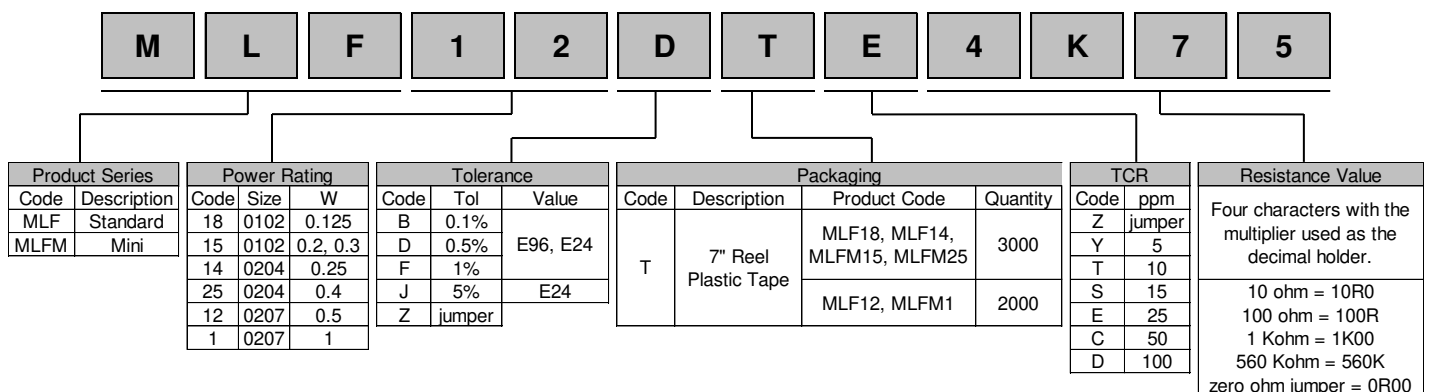 M L F 1 2 D T E 4 K 7 5
Product Series
Code Description
MLF Standard
MLFM Mini
Power Rating
Code Size W
18 0102 0.125
15 0102 0.2, 0.3
14 0204 0.25
25 0204 0.4
12 0207 0.5
1 0207 1
Tolerance
Code Tol Value
B 0.1%
D 0.5% E96, E24
F 1%
J 5% E24
Z jumper
Packaging
Code Description Product Code Quantity
T 7" Reel
Plastic Tape
MLF18, MLF14,
MLFM15, MLFM25
3000
MLF12, MLFM1 2000
TCR
Code ppm
Z jumper
Y 5
T 10
S 15
E 25
C 50
D 100
Resistance Value
Four characters with the
multiplier used as the
decimal holder.
10 ohm = 10R0
100 ohm = 100R
1 Kohm = 1K00
560 Kohm = 560K
zero ohm jumper = 0R00